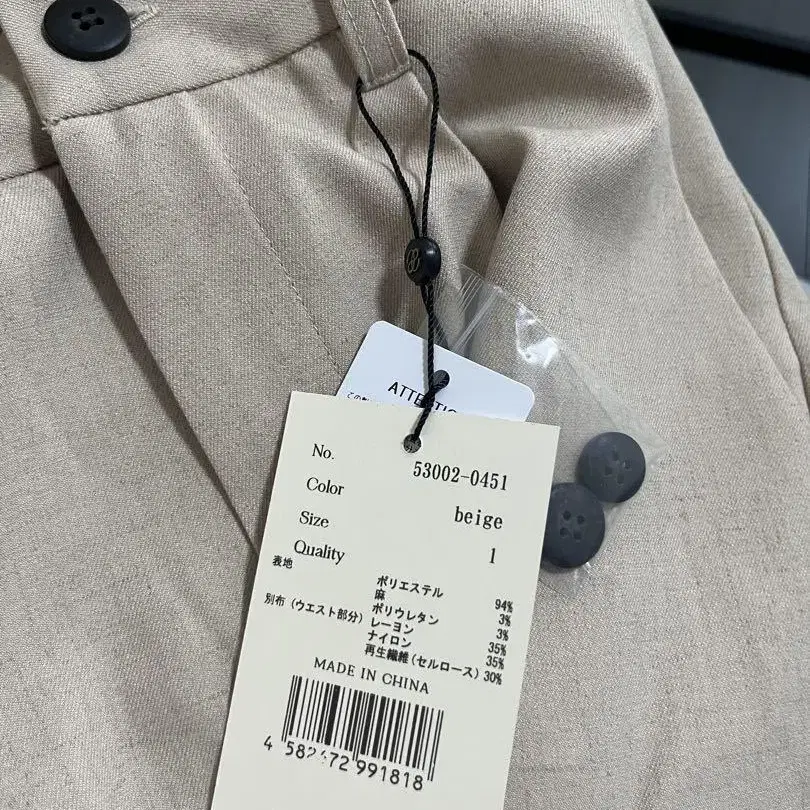 ATTENTIO
No. 53002-0451
Color beige
Size 1
Quality
表地 ポリエステル 94%
麻 3%
ポリウレタン 3%
別布(ウエスト部分) レーヨン 35%
ナイロン 35%
再生繊維(セルロース) 30%
MADE IN CHINA
4 582 72 991818